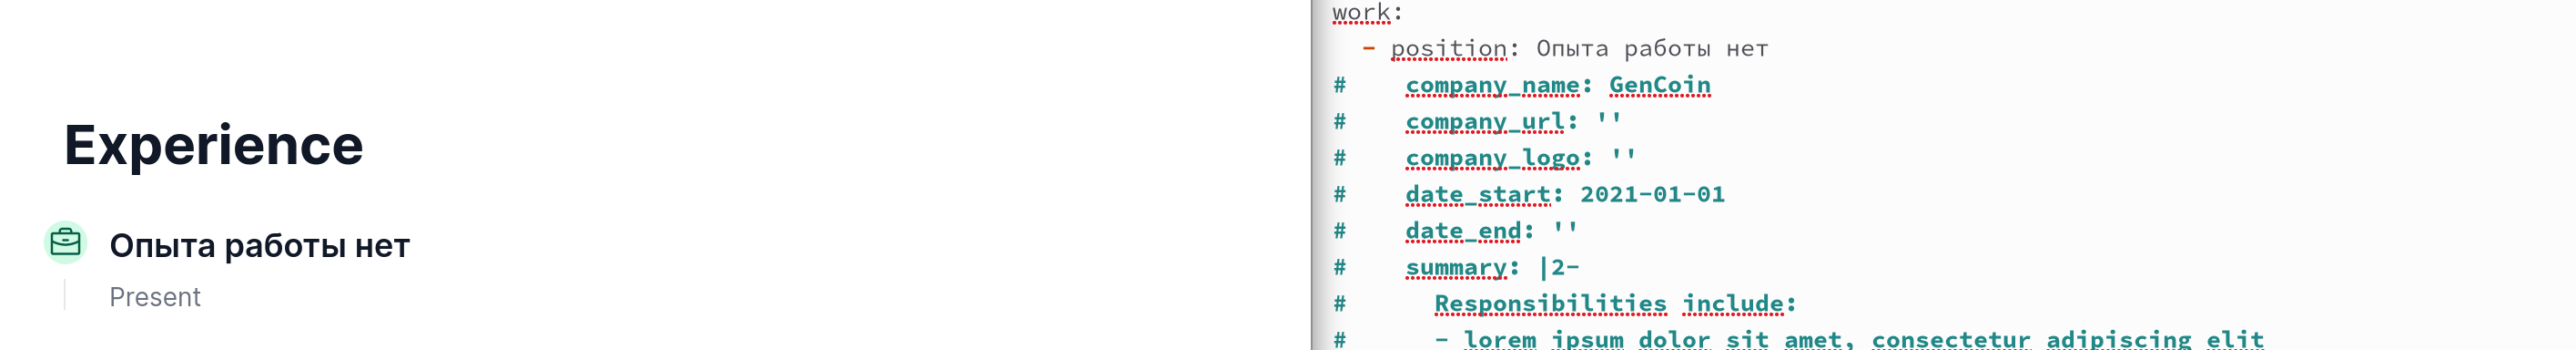 Experience
Опыта работы нет
Present
work:
- position: Опыта работы нет
# company_name: GenCoin
# company_url: ''
# company_logo: ''
# date_start: 2021-01-01
# date_end: ''
# summary: |2-
# Responsibilities include:
# - lorem ipsum dolor sit amet, consectetur adipiscing elit